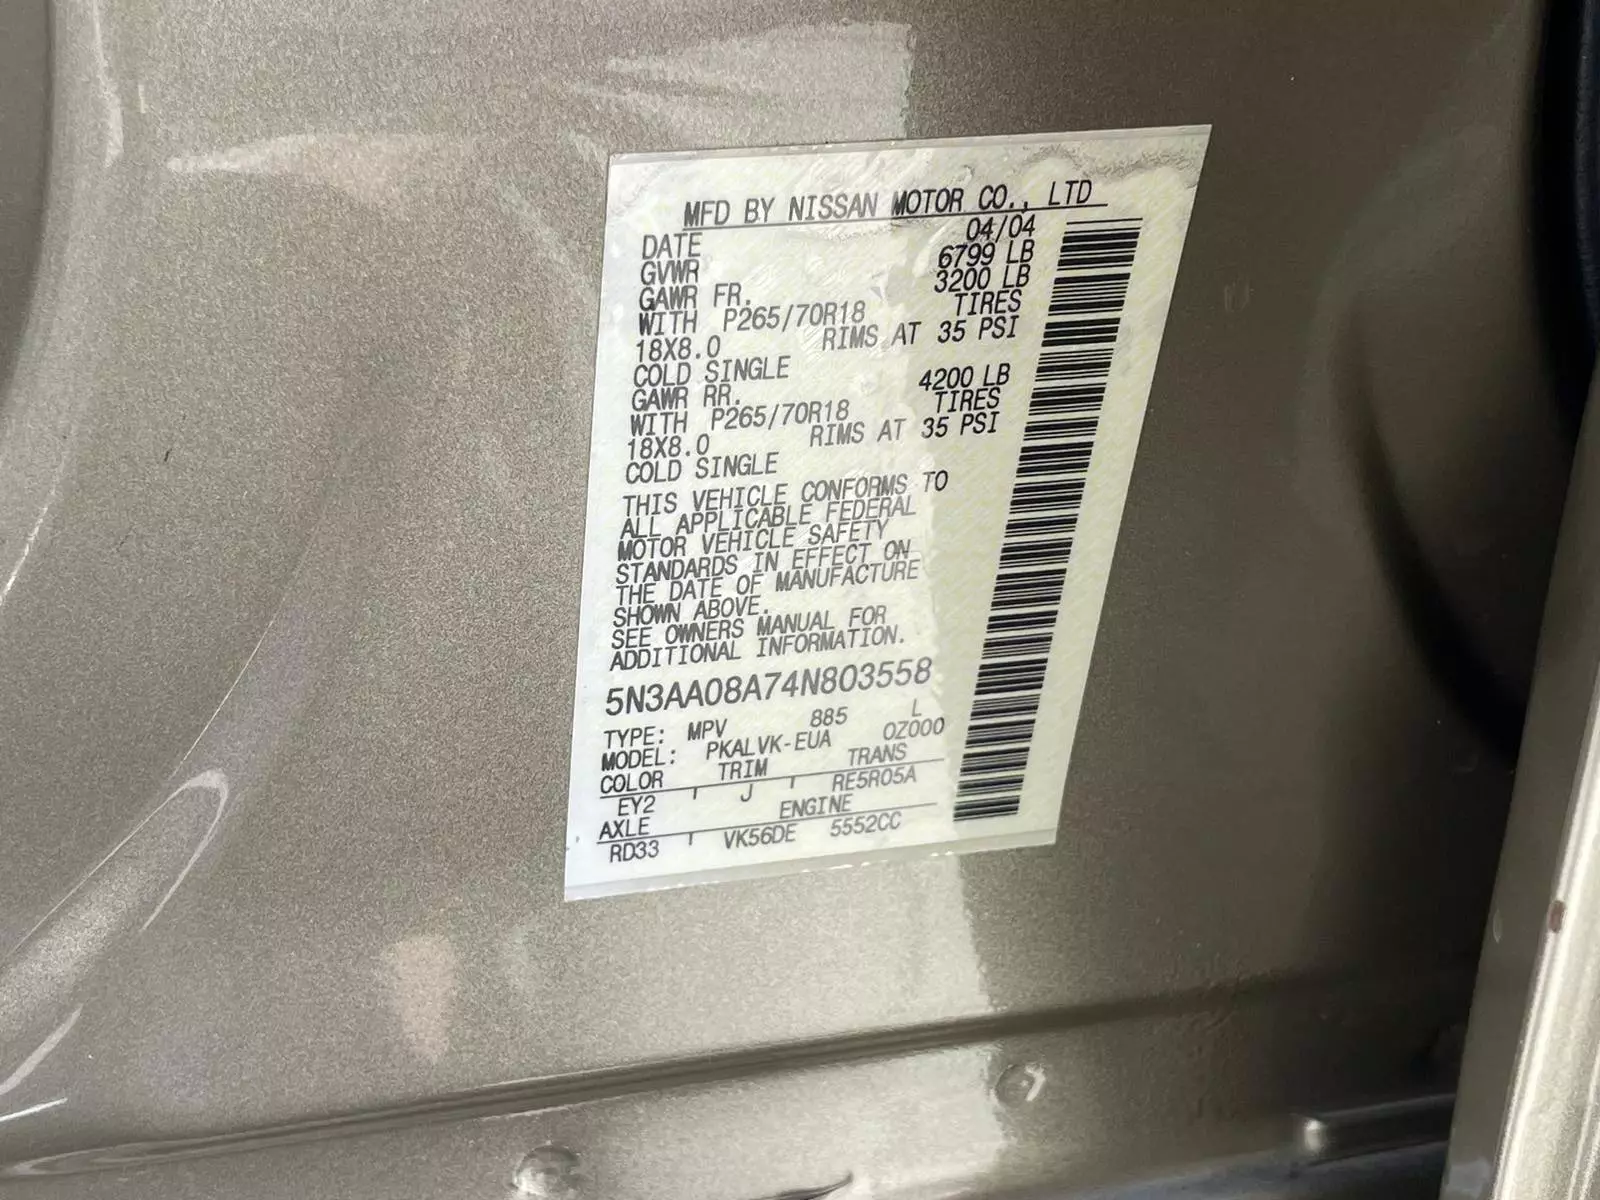 MFD BY NISSAN MOTOR CO., LTD
DATE 04/04
GVWR 6799 LB
GAWR FR. 3200 LB
WITH P265/70R18 TIRES
18X8.0 RIMS AT 35 PSI
COLD SINGLE
GAWR RR. 4200 LB
WITH P265/70R18 TIRES
18X8.0 RIMS AT 35 PSI
COLD SINGLE
THIS VEHICLE CONFORMS TO
ALL APPLICABLE FEDERAL
MOTOR VEHICLE SAFETY
STANDARDS IN EFFECT ON
THE DATE OF MANUFACTURE
SHOWN ABOVE.
SEE OWNERS MANUAL FOR
ADDITIONAL INFORMATION.
5N3AA08A74N803558
TYPE: MPV 885 L
MODEL: PKALVK-EUA 0Z000
COLOR TRIM TRANS
EY2 J RE5R05A
AXLE ENGINE
RD33 VK56DE 5552CC